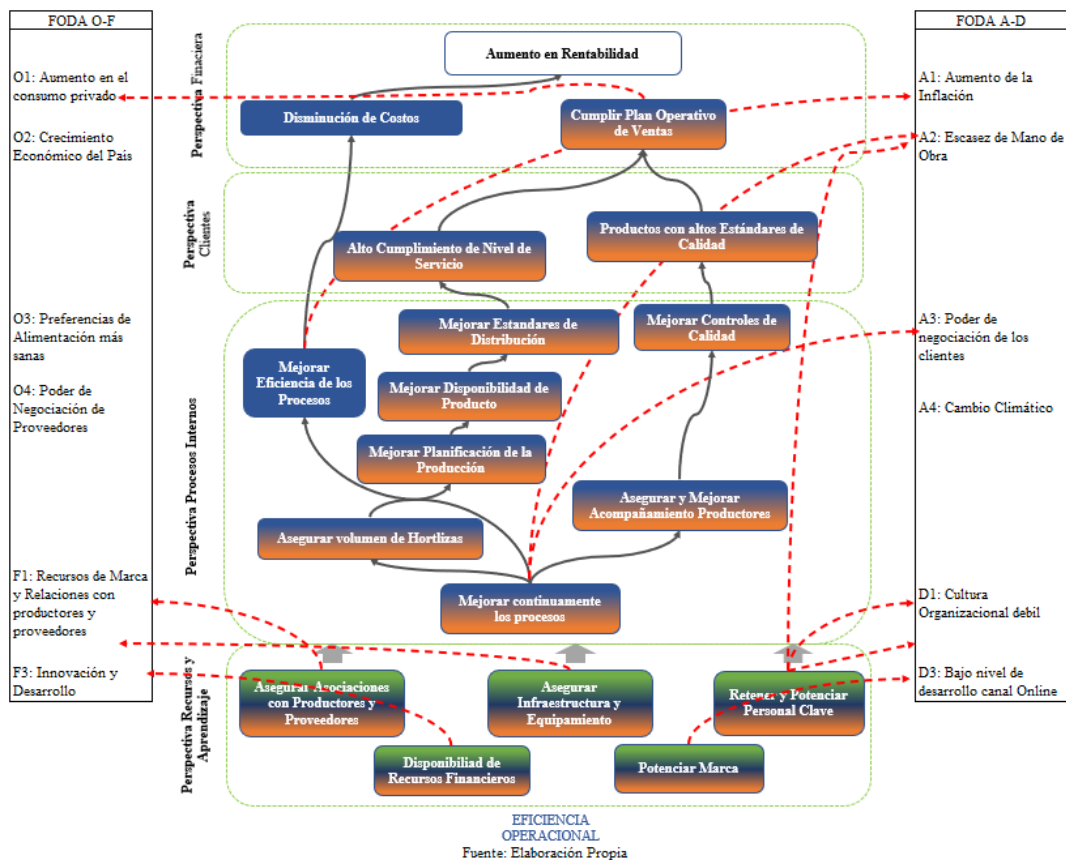 FODA O-F
O1: Aumento en el
consumo privado
O2: Crecimiento
Económico del País
O3: Preferencias de
Alimentación más
sanas
O4: Poder de
Negociación de
Proveedores
F1: Recursos de Marca
y Relaciones con
productores y
proveedores
F3: Innovación y
Desarrollo
Perspectiva Finaciera
Aumento en Rentabilidad
Disminución de Costos
Cumplir Plan Operativo
de Ventas
Perspectiva
Clientes
Alto Cumplimiento de Nivel de
Servicio
Productos con altos Estándares de
Calidad
Perspectiva Procesos Internos
Mejorar Estandares de
Distribución
Mejorar Controles de
Calidad
Mejorar
Eficiencia de los
Procesos
Mejorar Disponibilidad de
Producto
Mejorar Planificación de la
Producción
Asegurar y Mejorar
Acompañamiento Productores
Asegurar volumen de Hortlizas
Mejorar continuamente
los procesos
Perspectiva Recursos y
Aprendizaje
Asegurar Asociaciones
con Productores y
Proveedores
Asegurar
Infraestructura y
Equipamiento
Retener y Potenciar
Personal Clave
Disponibiliad de
Recursos Financieros
Potenciar Marca
FODA A-D
A1: Aumento de la
Inflación
A2: Escasez de Mano de
Obra
A3: Poder de
negociación de los
clientes
A4: Cambio Climático
D1: Cultura
Organizacional debil
D3: Bajo nivel de
desarrollo canal Online
EFICIENCIA
OPERACIONAL
Fuente: Elaboración Propia